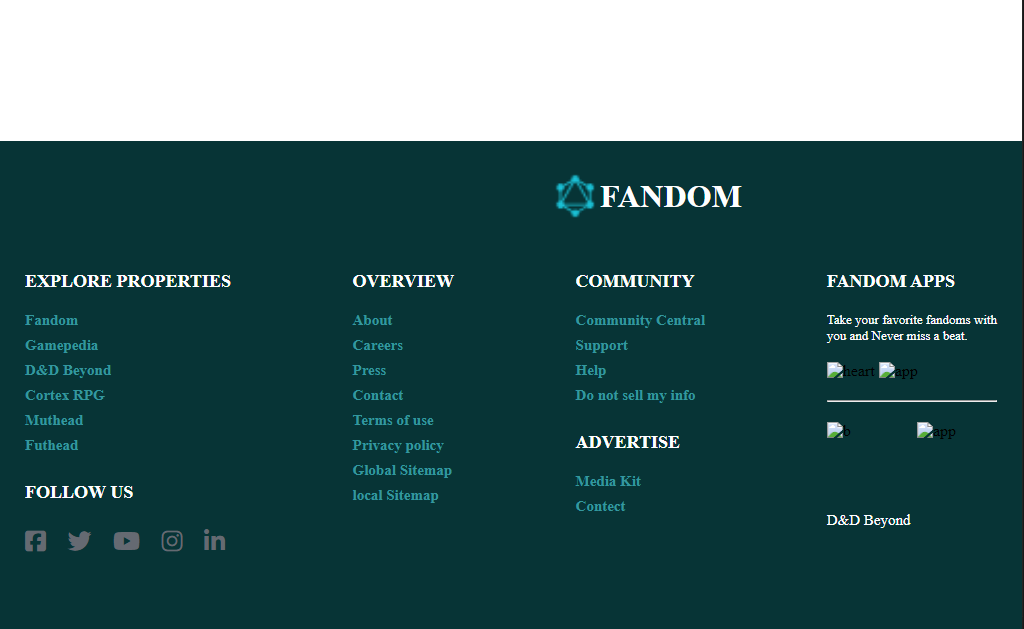 FANDOM
EXPLORE PROPERTIES
Fandom
Gamepedia
D&D Beyond
Cortex RPG
Muthead
Futhead
FOLLOW US
OVERVIEW
About
Careers
Press
Contact
Terms of use
Privacy policy
Global Sitemap
local Sitemap
COMMUNITY
Community Central
Support
Help
Do not sell my info
ADVERTISE
Media Kit
Contect
FANDOM APPS
Take your favorite fandoms with
you and Never miss a beat.
heart app
b app
D&D Beyond